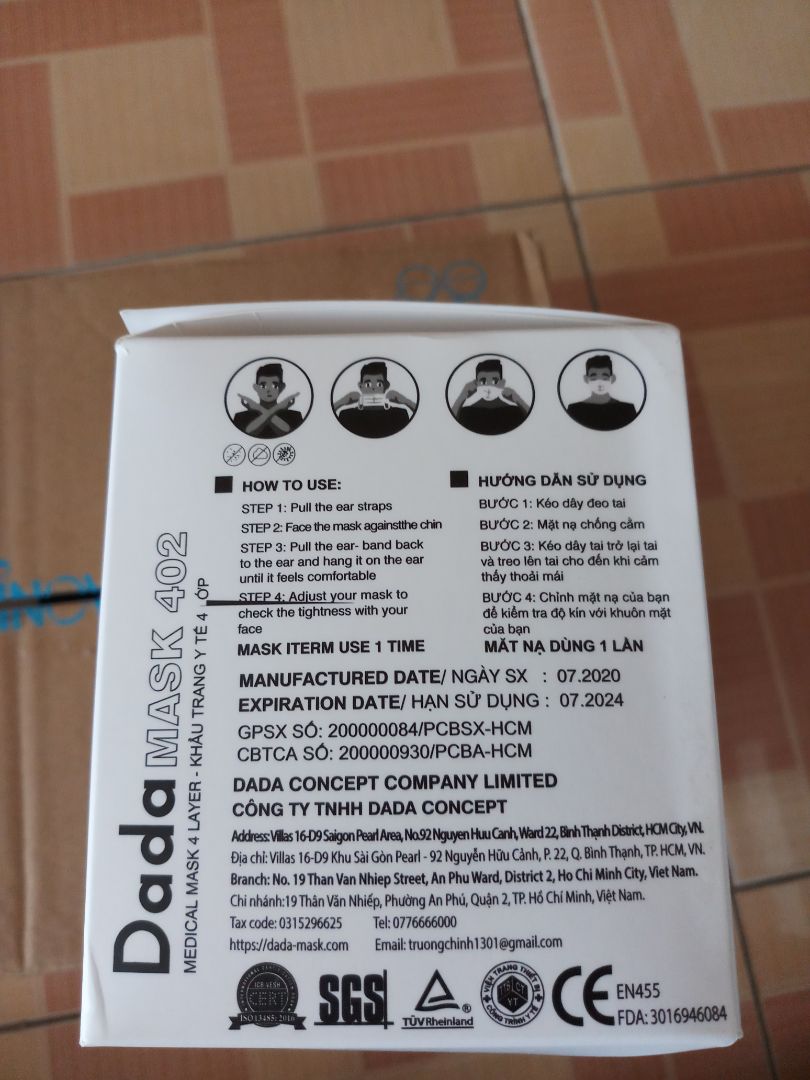 HOW TO USE:
STEP 1: Pull the ear straps
STEP 2: Face the mask againstthe chin
STEP 3: Pull the ear- band back
to the ear and hang it on the ear
until it feels comfortable
STEP 4: Adjust your mask to
check the tightness with your
face
MASK ITERM USE 1 TIME
HƯỚNG DẪN SỬ DỤNG
BƯỚC 1: Kéo dây đeo tai
BƯỚC 2: Mặt nạ chống cằm
BƯỚC 3: Kéo dây tai trở lại tai
và treo lên tai cho đến khi cảm
thấy thoải mái
BƯỚC 4: Chỉnh mặt nạ của bạn
để kiểm tra độ kín với khuôn mặt
của bạn
MĂT NẠ DÙNG 1 LẦN
MANUFACTURED DATE/ NGÀY SX : 07.2020
EXPIRATION DATE/ HẠN SỬ DỤNG : 07.2024
GPSX SỐ: 200000084/PCBSX-HCM
CBTCA SỐ: 200000930/PCBA-HCM
DADA CONCEPT COMPANY LIMITED
CÔNG TY TNHH DADA CONCEPT
Address: Villas 16-D9 Saigon Pearl Area, No.92 Nguyen Huu Canh, Ward 22, Binh Thạnh District, HCM City, VN.
Địa chỉ: Villas 16-D9 Khu Sài Gòn Pearl - 92 Nguyễn Hữu Cảnh, P. 22, Q. Bình Thạnh, TP. HCM, VN.
Branch: No. 19 Than Van Nhiep Street, An Phu Ward, District 2, Ho Chi Minh City, Viet Nam.
Chi nhánh:19 Thân Văn Nhiếp, Phường An Phú, Quận 2, TP. Hồ Chí Minh, Việt Nam.
Tax code: 0315296625 Tel: 0776666000
https://dada-mask.com Email: truongchinh1301@gmail.com
CERT
ISO13485: 2016
SGS
TÜVRheinland
VIỆN TRANG THIẾT BỊ
CÔNG TRÌNH Y TẾ
CE
EN455
FDA: 3016946084
Dada MASK 402
MEDICAL MASK 4 LAYER - KHẨU TRANG Y TẾ 4 LỚP